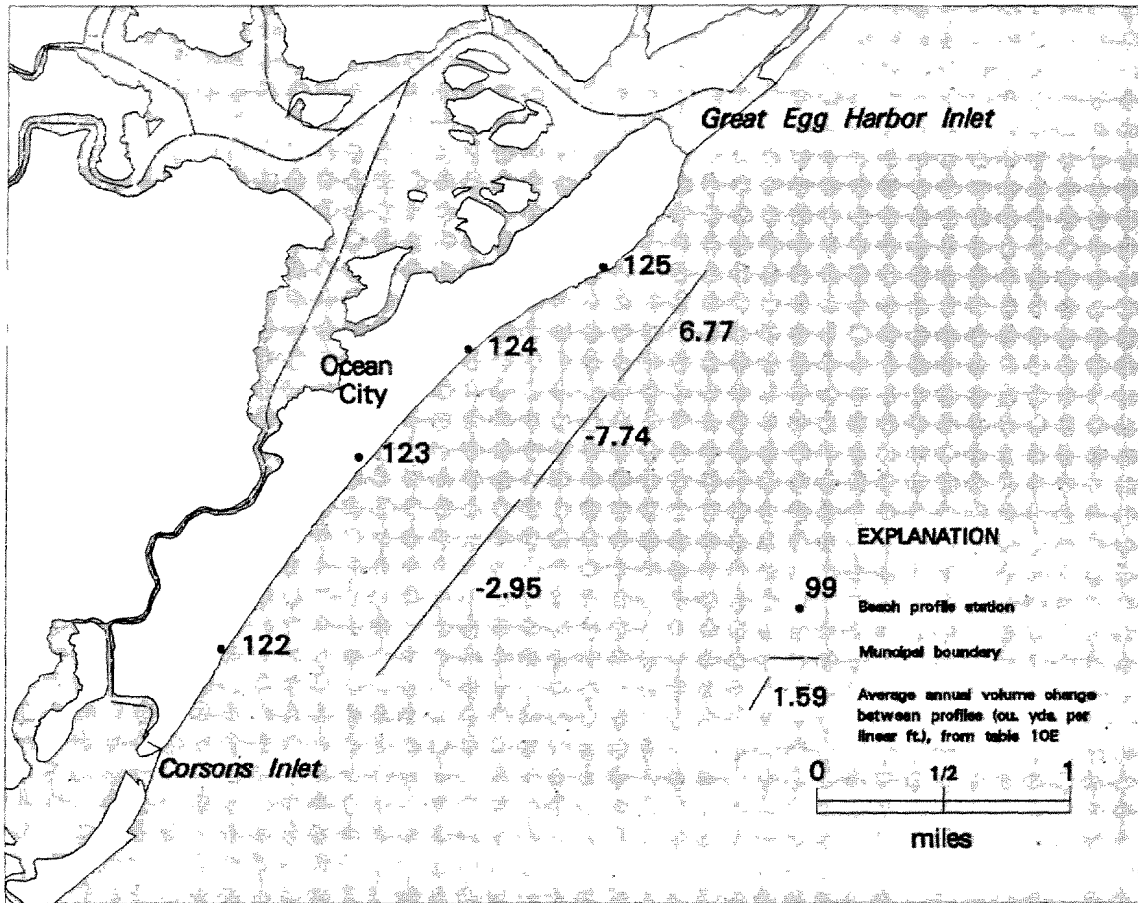 Great Egg Harbor Inlet
125
6.77
124
Ocean
City
-7.74
123
EXPLANATION
-2.95
99
Beach profile station
122
Muncipal boundary
1.59
Average annual volume change
between profiles (cu. yds. per
linear ft.), from table 10E
Corsons Inlet
0
1/2
1
miles